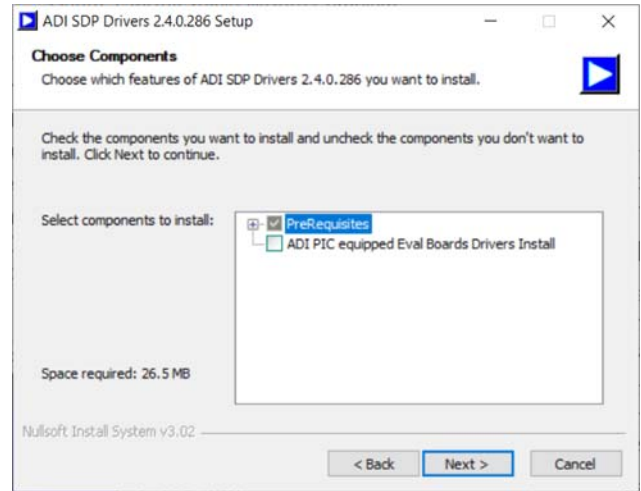 ADI SDP Drivers 2.4.0.286 Setup
Choose Components
Choose which features of ADI SDP Drivers 2.4.0.286 you want to install.
Check the components you want to install and uncheck the components you don't want to
install. Click Next to continue.
Select components to install:
PreRequisites
ADI PIC equipped Eval Boards Drivers Install
Space required: 26.5 MB
Nullsoft Install System v3.02
< Back
Next >
Cancel